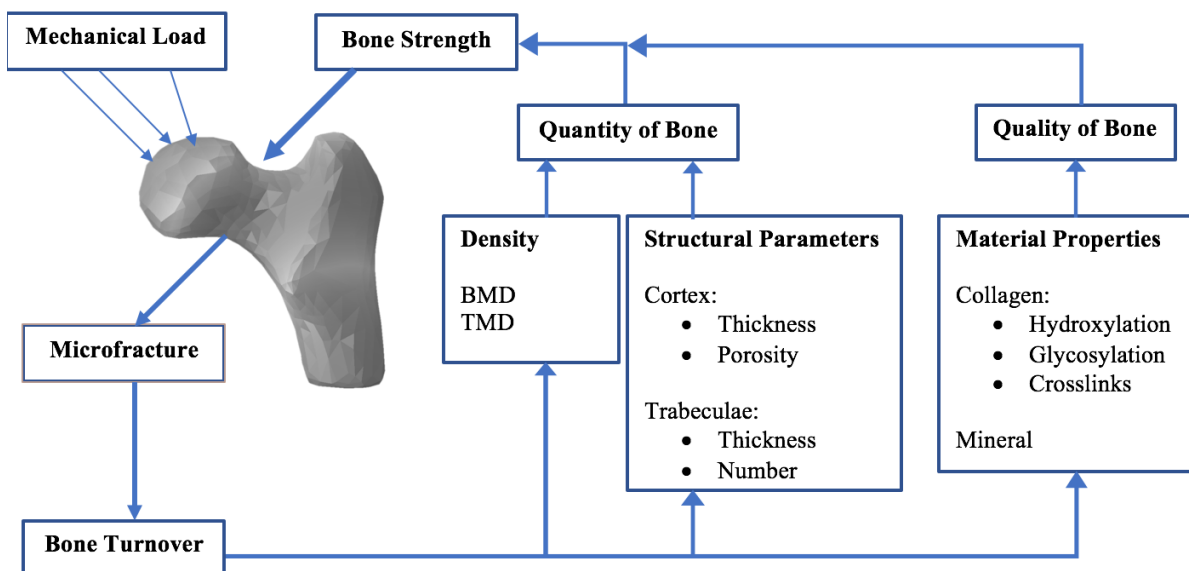 Mechanical Load
Bone Strength
Quantity of Bone
Quality of Bone
Density
BMD
TMD
Structural Parameters
Cortex:
• Thickness
• Porosity
Trabeculae:
• Thickness
• Number
Material Properties
Collagen:
• Hydroxylation
• Glycosylation
• Crosslinks
Mineral
Microfracture
Bone Turnover